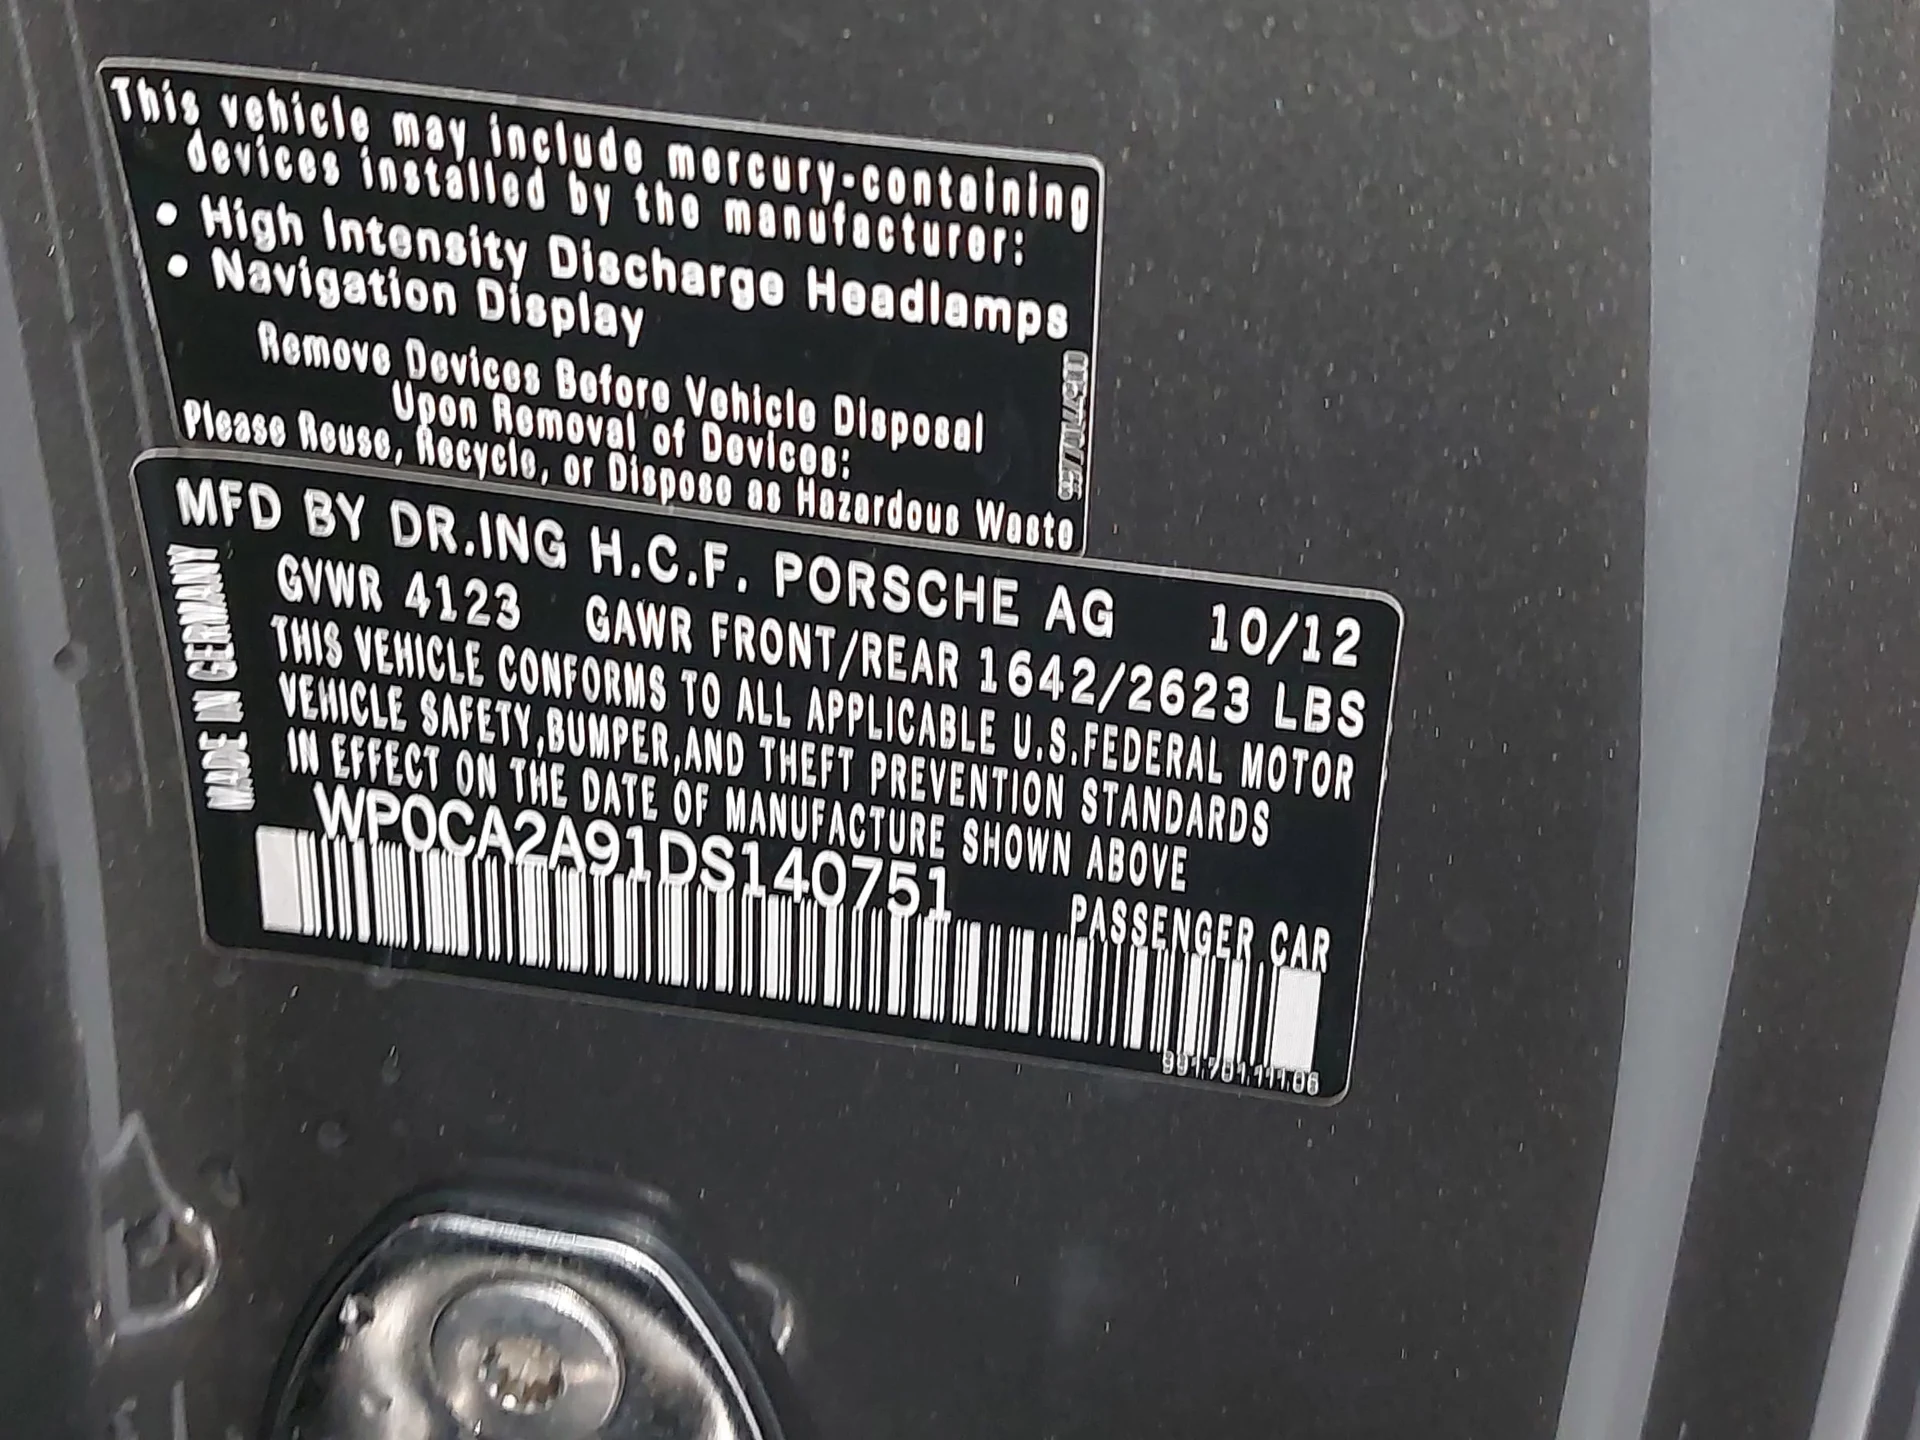 This vehicle may include mercury-containing
devices installed by the manufacturer:
• High Intensity Discharge Headlamps
• Navigation Display
Remove Devices Before Vehicle Disposal
Upon Removal of Devices:
Please Reuse, Recycle, or Dispose as Hazardous Waste
MFD BY DR.ING H.C.F. PORSCHE AG 10/12
GVWR 4123 GAWR FRONT/REAR 1642/2623 LBS
THIS VEHICLE CONFORMS TO ALL APPLICABLE U.S.FEDERAL MOTOR
VEHICLE SAFETY,BUMPER,AND THEFT PREVENTION STANDARDS
IN EFFECT ON THE DATE OF MANUFACTURE SHOWN ABOVE
WP0CA2A91DS140751
PASSENGER CAR
MADE IN GERMANY
991.701.111.06